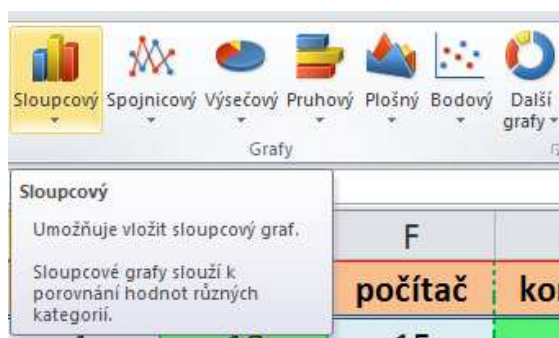 Sloupcový Spojnicový Výsečový Pruhový Plošný Bodový Další
grafy
Grafy
Sloupcový
Umožňuje vložit sloupcový graf.
Sloupcové grafy slouží k
porovnání hodnot různých
kategorií.
F
počítač